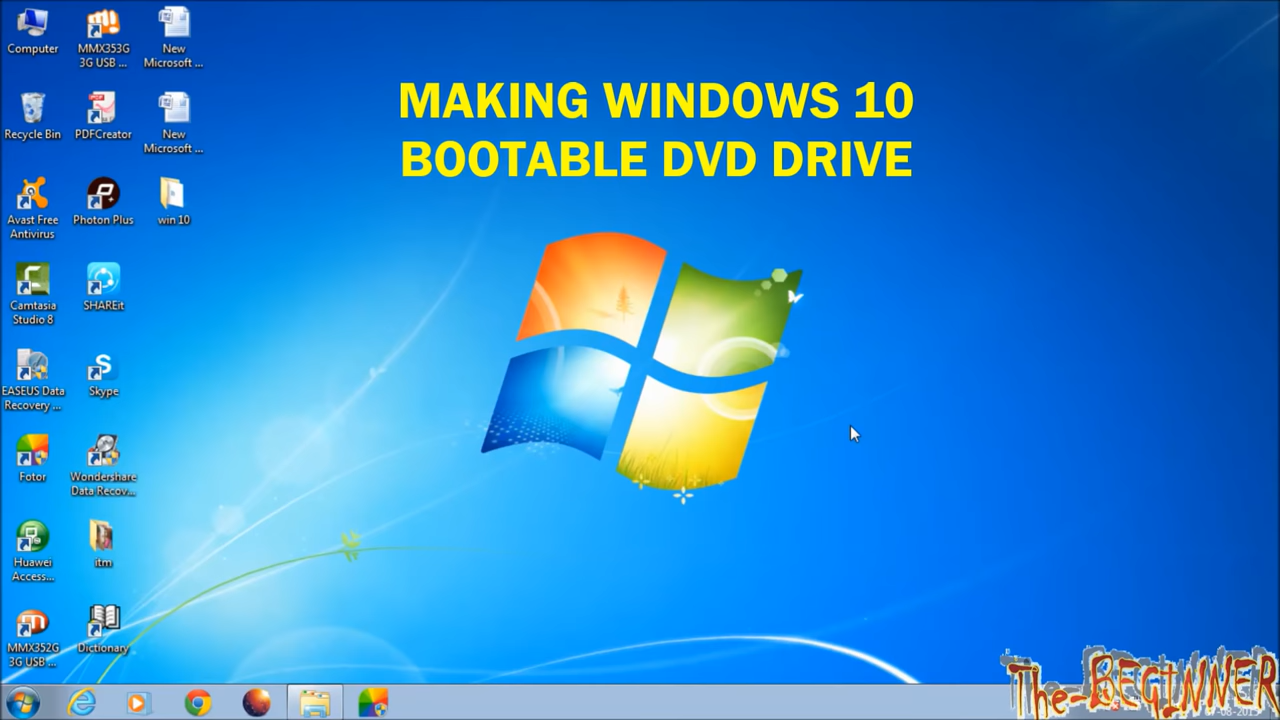 MAKING WINDOWS 10
BOOTABLE DVD DRIVE
Computer
MMX353G
3G USB ...
New
Microsoft ...
Recycle Bin
PDFCreator
New
Microsoft ...
Avast Free
Antivirus
Photon Plus
win 10
Camtasia
Studio 8
SHAREit
EASEUS Data
Recovery ...
Skype
Fotor
Wondershare
Data Recov...
Huawei
Access...
itm
MMX352G
3G USB ...
Dictionary
The-BEGINNER